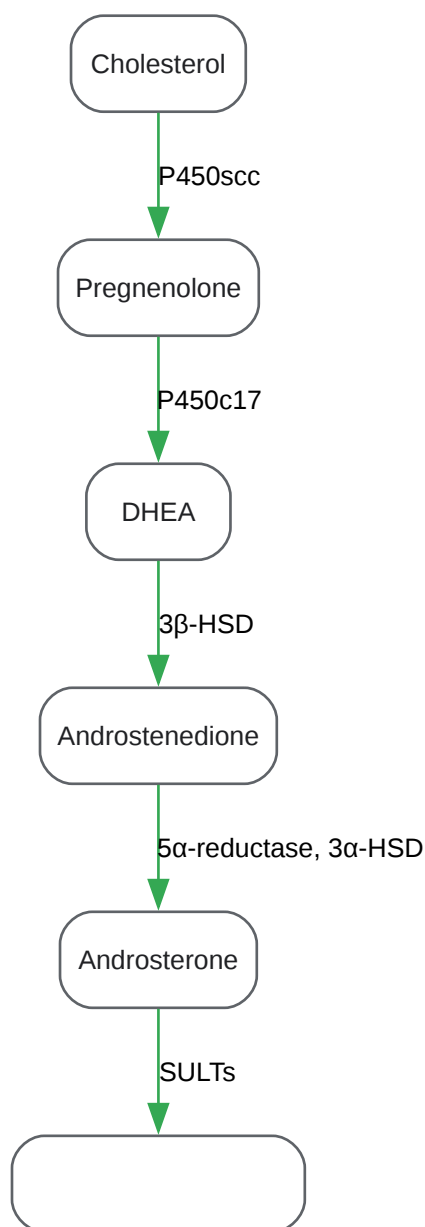 Cholesterol
P450scc
Pregnenolone
P450c17
DHEA
3β-HSD
Androstenedione
5α-reductase, 3α-HSD
Androsterone
SULTs